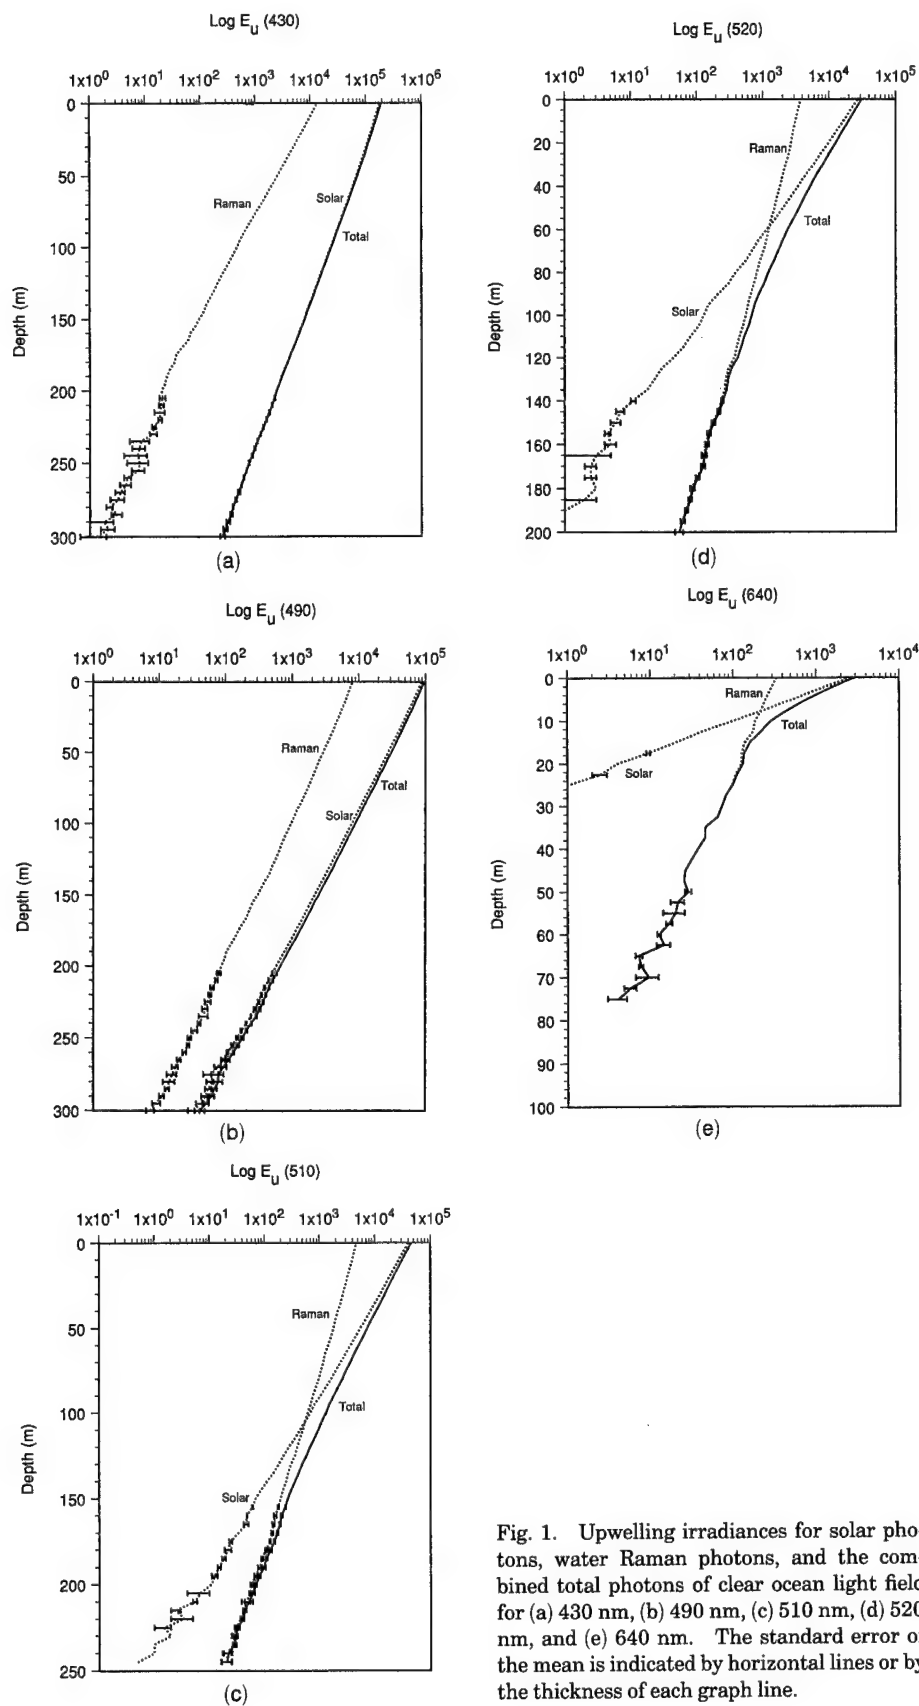 Log Eu (430)
1x10^0 1x10^1 1x10^2 1x10^3 1x10^4 1x10^5 1x10^6
0
50
100
150
200
250
300
Depth (m)
Raman
Solar
Total
(a)
Log Eu (490)
1x10^0 1x10^1 1x10^2 1x10^3 1x10^4 1x10^5
0
50
100
150
200
250
300
Depth (m)
Raman
Solar
Total
(b)
Log Eu (510)
1x10^-1 1x10^0 1x10^1 1x10^2 1x10^3 1x10^4 1x10^5
0
50
100
150
200
250
Depth (m)
Raman
Total
Solar
(c)
Log Eu (520)
1x10^0 1x10^1 1x10^2 1x10^3 1x10^4 1x10^5
0
20
40
60
80
100
120
140
160
180
200
Depth (m)
Raman
Total
Solar
(d)
Log Eu (640)
1x10^0 1x10^1 1x10^2 1x10^3 1x10^4
0
10
20
30
40
50
60
70
80
90
100
Depth (m)
Raman
Total
Solar
(e)
Fig. 1. Upwelling irradiances for solar pho-
tons, water Raman photons, and the com-
bined total photons of clear ocean light field
for (a) 430 nm, (b) 490 nm, (c) 510 nm, (d) 520
nm, and (e) 640 nm. The standard error of
the mean is indicated by horizontal lines or by
the thickness of each graph line.